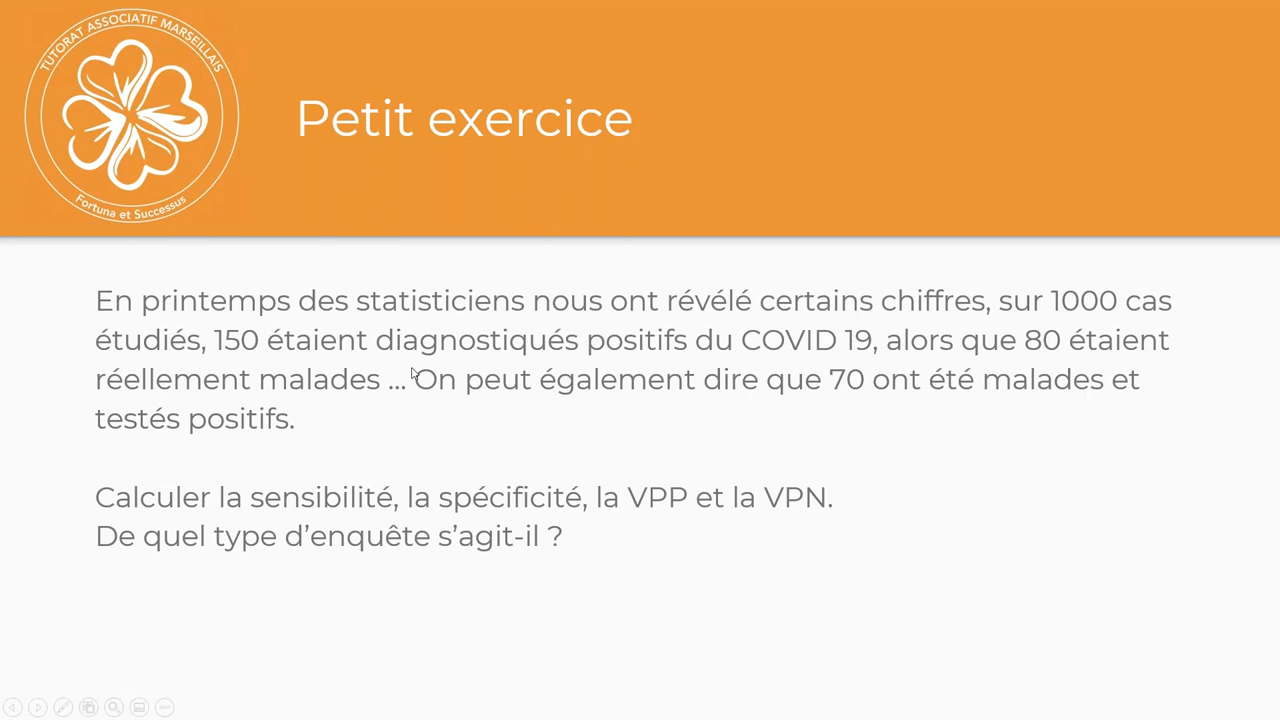 TUTORAT ASSOCIATIF MARSEILLAIS
Fortuna et Successus
Petit exercice
En printemps des statisticiens nous ont révélé certains chiffres, sur 1000 cas
étudiés, 150 étaient diagnostiqués positifs du COVID 19, alors que 80 étaient
réellement malades ... On peut également dire que 70 ont été malades et
testés positifs.
Calculer la sensibilité, la spécificité, la VPP et la VPN.
De quel type d’enquête s’agit-il ?